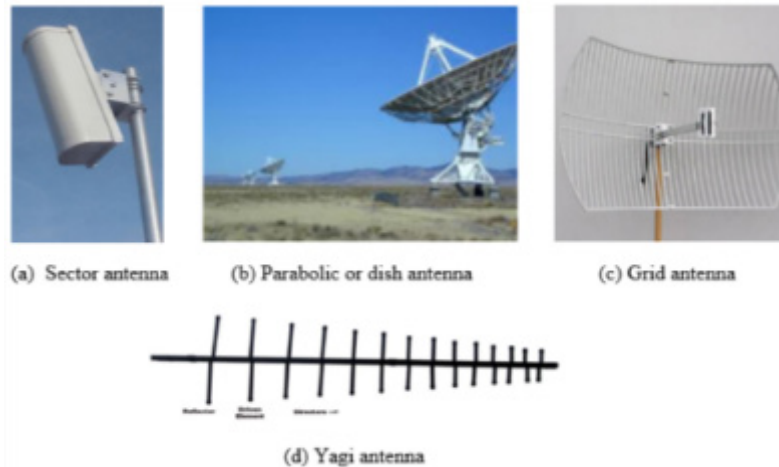 (a) Sector antenna
(b) Parabolic or dish antenna
(c) Grid antenna
Reflector
Driven
Element
(d) Yagi antenna